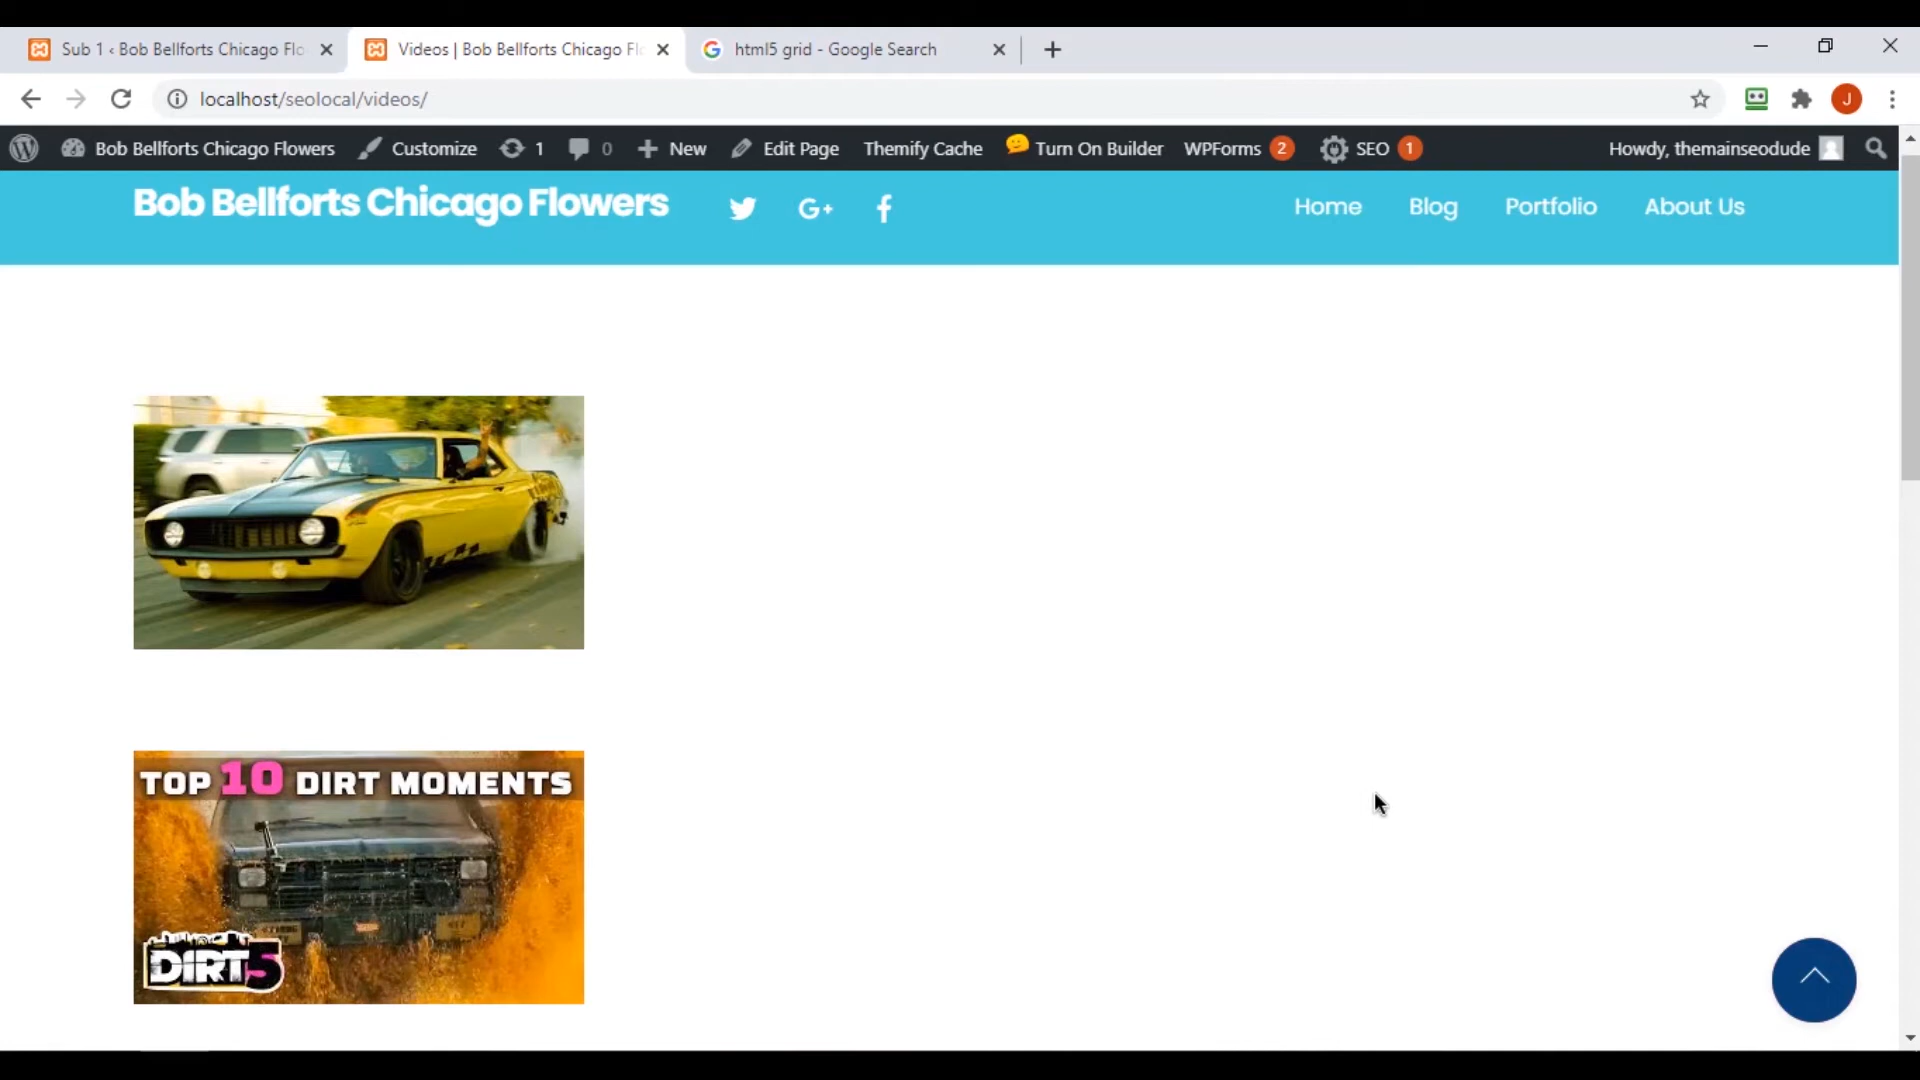 Sub 1 ‹ Bob Bellforts Chicago Flo
Videos | Bob Bellforts Chicago Fl
html5 grid - Google Search
localhost/seolocal/videos/
J
Bob Bellforts Chicago Flowers
Customize
1
0
New
Edit Page
Themify Cache
Turn On Builder
WPForms 2
SEO 1
Howdy, themainseodude
Bob Bellforts Chicago Flowers
G+
Home
Blog
Portfolio
About Us
TOP 10 DIRT MOMENTS
DIRT 5